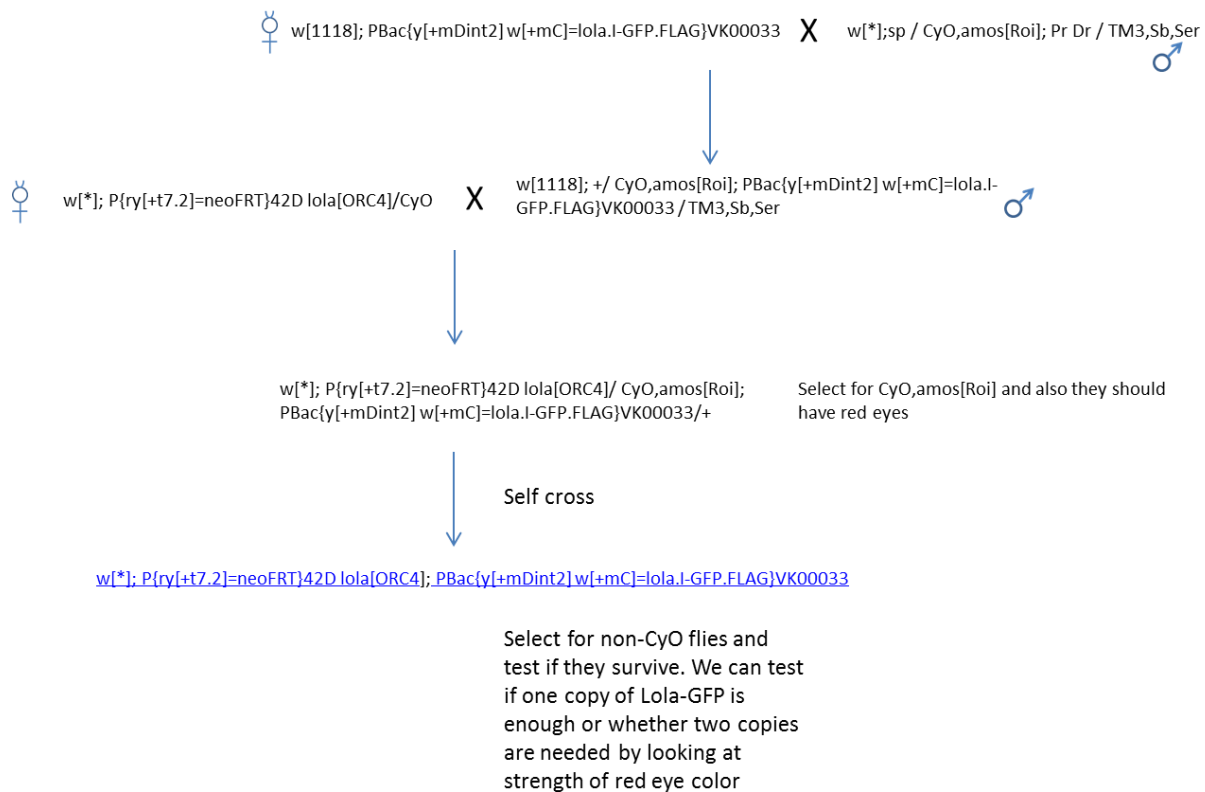 w[1118]; PBac{y[+mDint2] w[+mC]=lola.I-GFP.FLAG}VK00033 X w[*];sp / CyO,amos[Roi]; Pr Dr / TM3,Sb,Ser
w[*]; P{ry[+t7.2]=neoFRT}42D lola[ORC4]/CyO X
w[1118]; +/ CyO,amos[Roi]; PBac{y[+mDint2] w[+mC]=lola.I-
GFP.FLAG}VK00033 / TM3,Sb,Ser
w[*]; P{ry[+t7.2]=neoFRT}42D lola[ORC4]/ CyO,amos[Roi];
PBac{y[+mDint2] w[+mC]=lola.I-GFP.FLAG}VK00033/+
Select for CyO,amos[Roi] and also they should
have red eyes
Self cross
w[*]; P{ry[+t7.2]=neoFRT}42D lola[ORC4]; PBac{y[+mDint2] w[+mC]=lola.I-GFP.FLAG}VK00033
Select for non-CyO flies and
test if they survive. We can test
if one copy of Lola-GFP is
enough or whether two copies
are needed by looking at
strength of red eye color